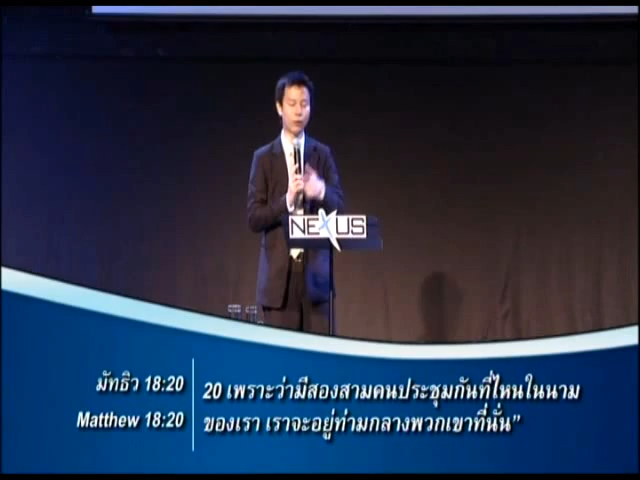 NEXUS
มัทธิว 18:20
Matthew 18:20
20 เพราะว่ามีสองสามคนประชุมกันที่ไหนในนาม
ของเรา เราจะอยู่ท่ามกลางพวกเขาที่นั่น”